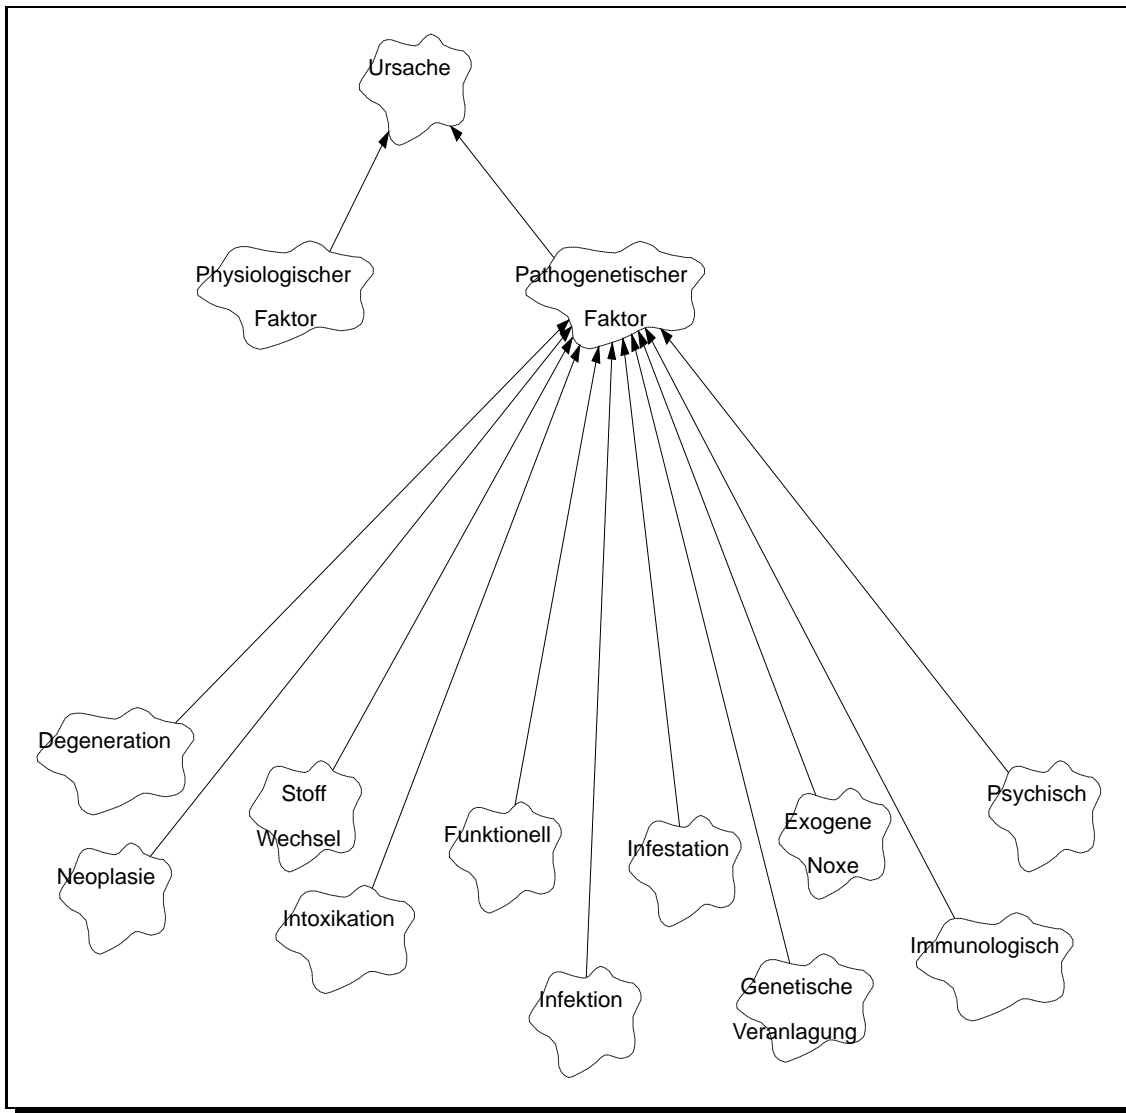 Ursache
Physiologischer
Faktor
Pathogenetischer
Faktor
Degeneration
Neoplasie
Stoff
Wechsel
Intoxikation
Funktionell
Infektion
Infestation
Genetische
Veranlagung
Exogene
Noxe
Immunologisch
Psychisch